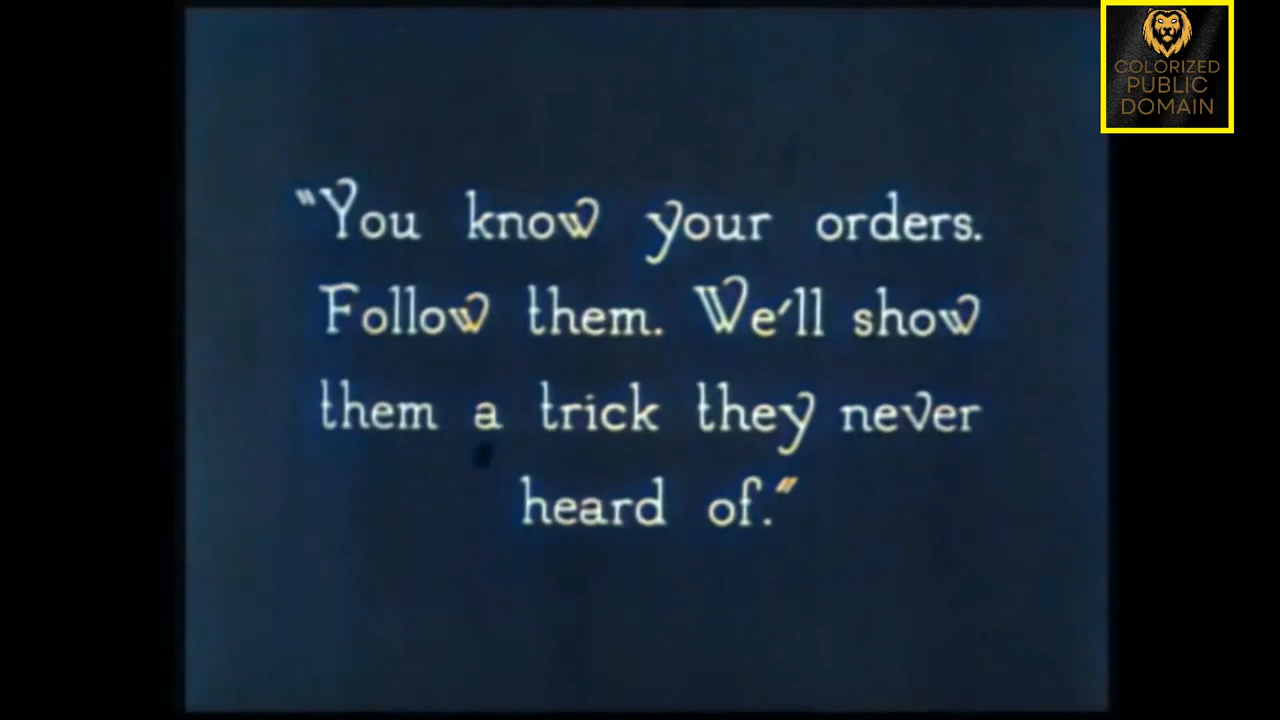 "You know your orders.
Follow them. We'll show
them a trick they never
heard of."
COLORIZED
PUBLIC
DOMAIN